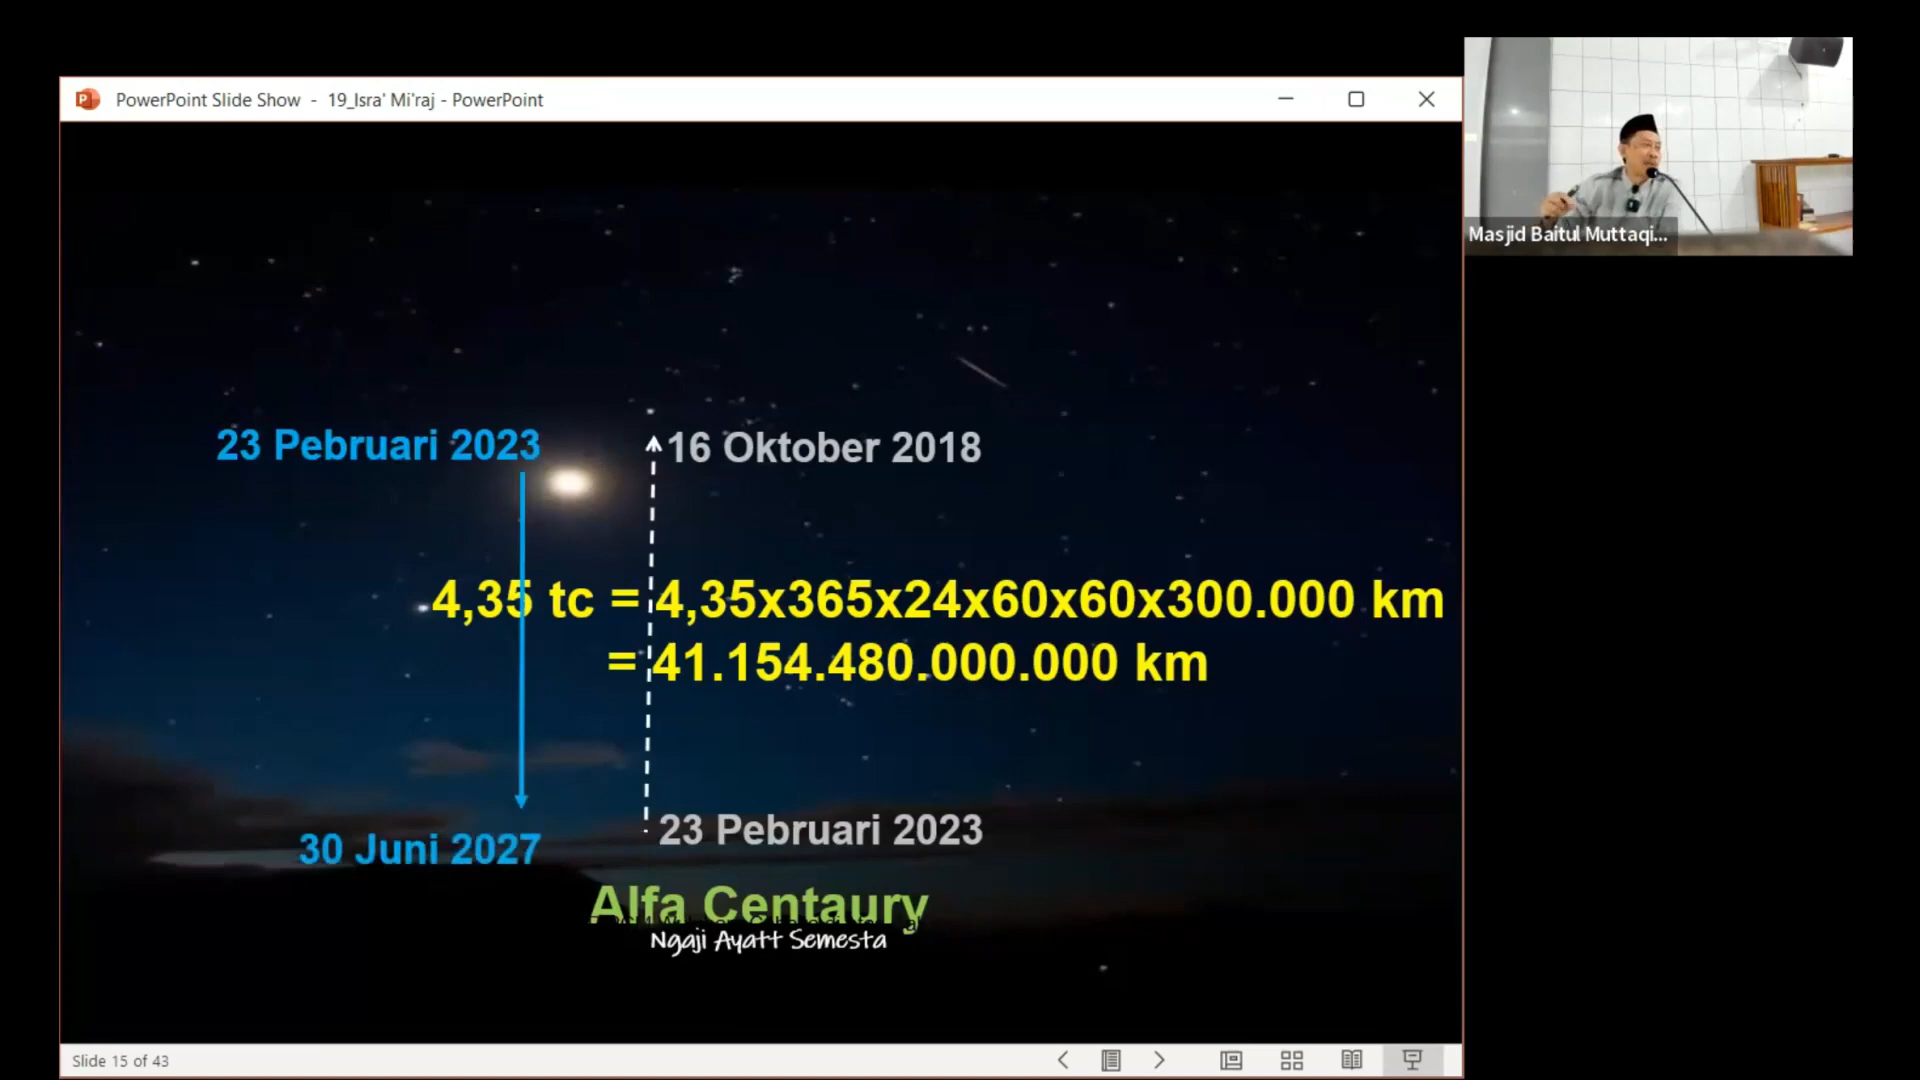 PowerPoint Slide Show - 19_Isra' Mi'raj - PowerPoint
Masjid Baitul Muttaqi...
23 Pebruari 2023
16 Oktober 2018
4,35 tc = 4,35x365x24x60x60x300.000 km
= 41.154.480.000.000 km
23 Pebruari 2023
30 Juni 2027
Alfa Centaury
Ngaji Ayat Semesta
Slide 15 of 43